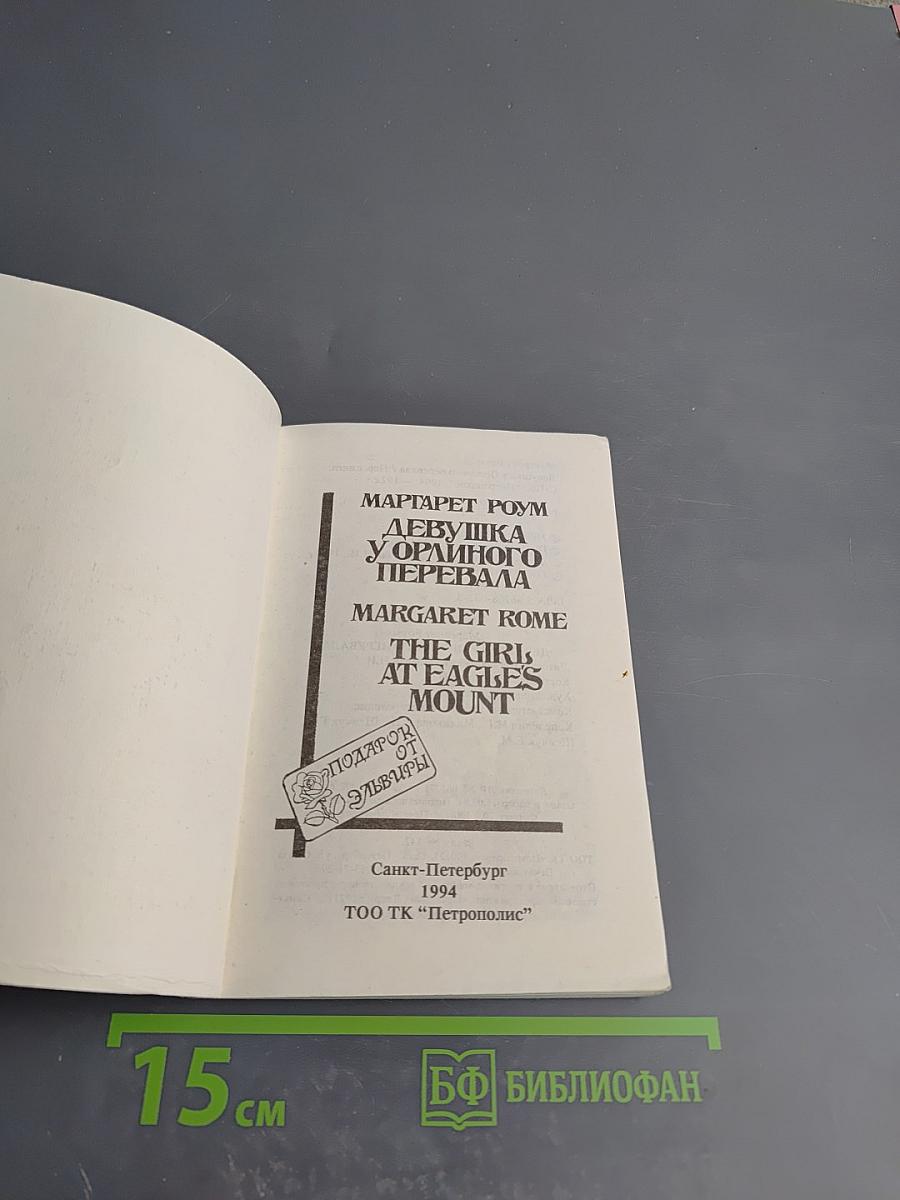 МАРГАРЕТ РОУМ
ДЕВУШКА
У ОРЛИНОГО
ПЕРЕВАЛА
MARGARET ROME
THE GIRL
AT EAGLES
MOUNT
ПОДАРОК
ОТ
ЭЛЬВИРЫ
Санкт-Петербург
1994
ТОО ТК “Петрополис”
15 см
БФ БИБЛИОФАН